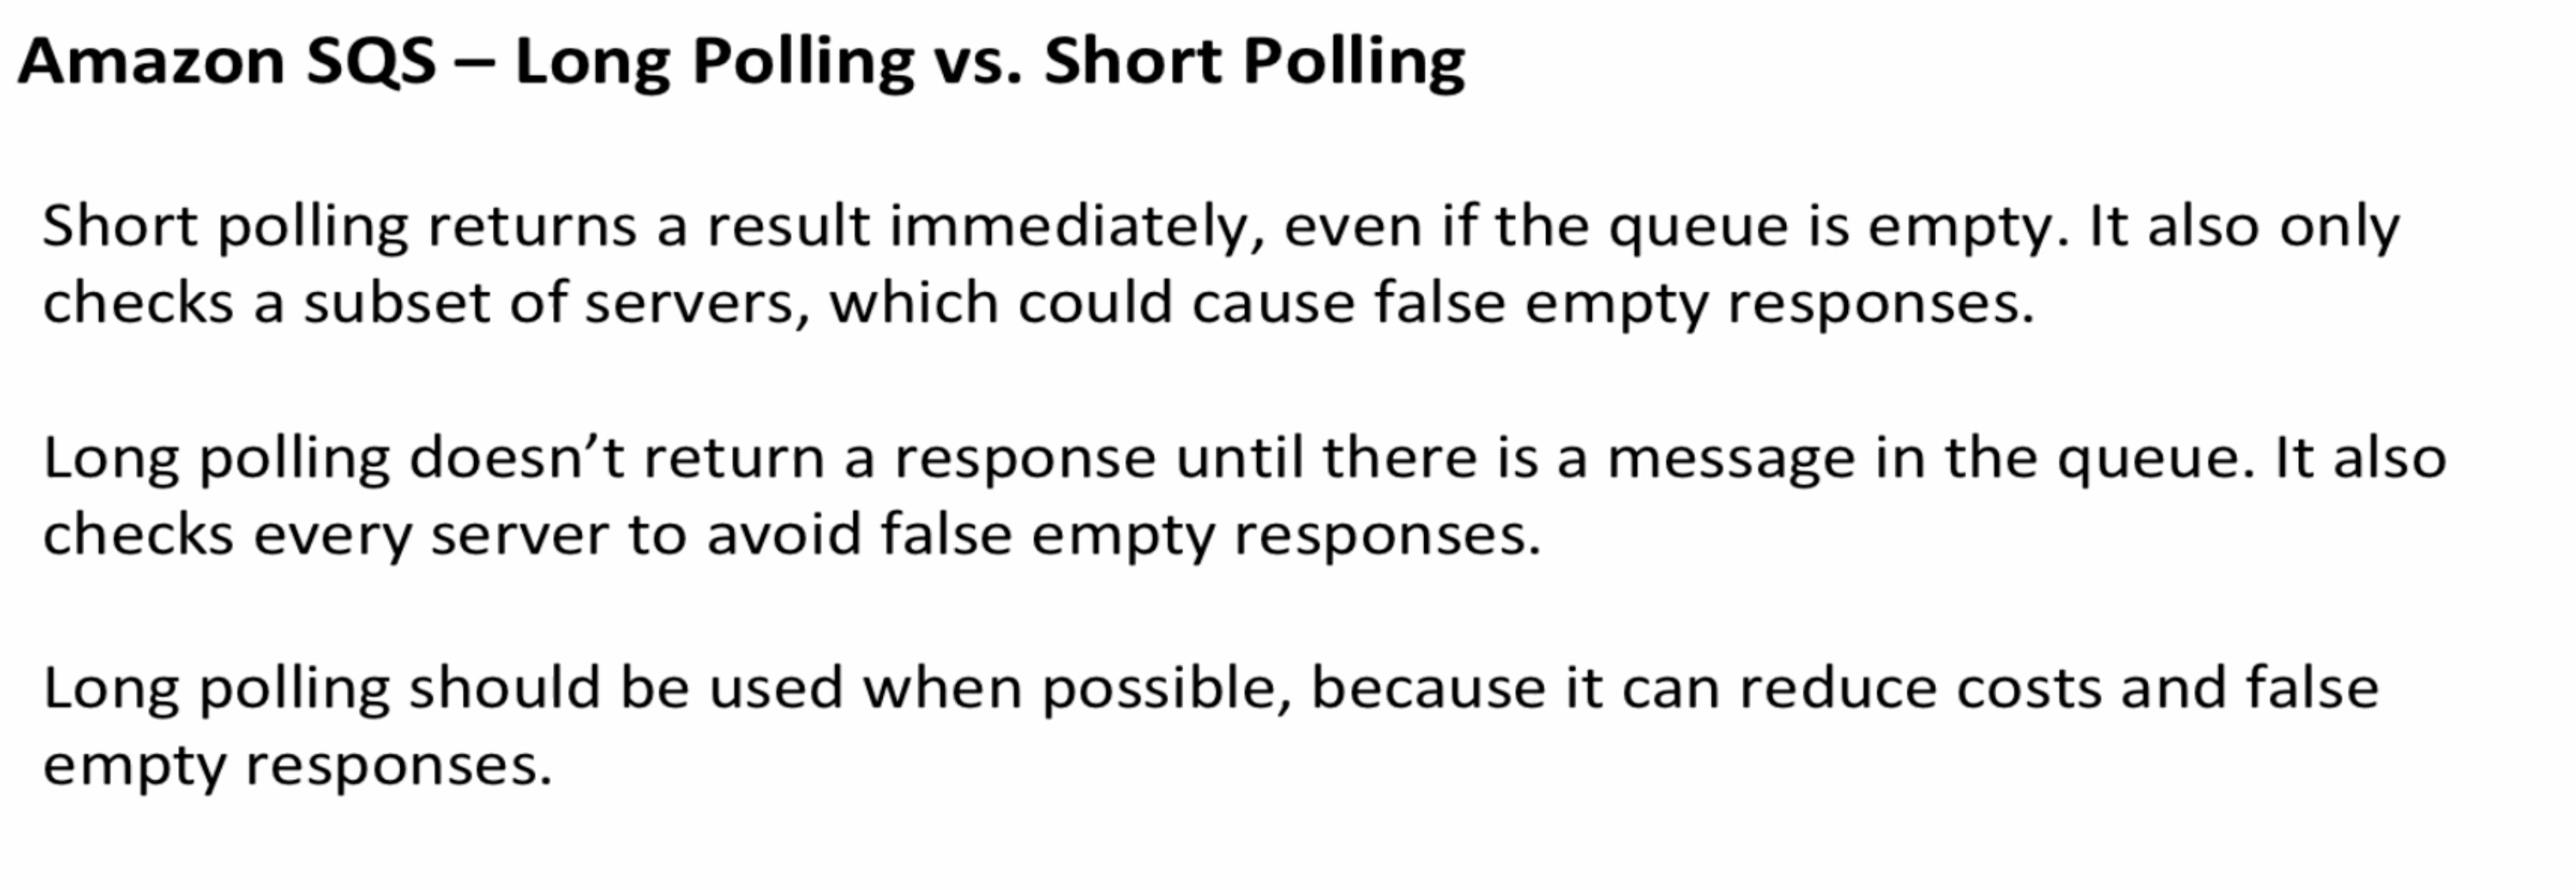 Amazon SQS – Long Polling vs. Short Polling
Short polling returns a result immediately, even if the queue is empty. It also only
checks a subset of servers, which could cause false empty responses.
Long polling doesn’t return a response until there is a message in the queue. It also
checks every server to avoid false empty responses.
Long polling should be used when possible, because it can reduce costs and false
empty responses.